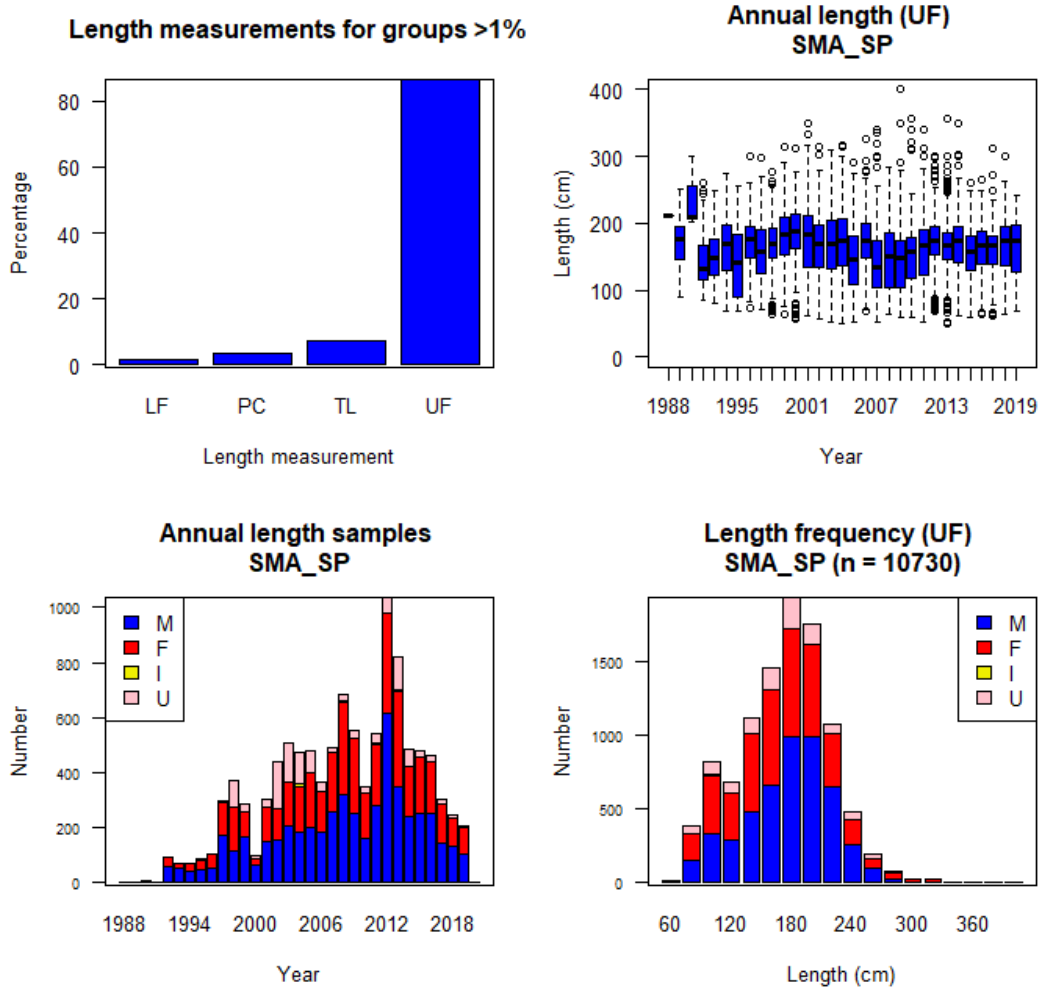 Length measurements for groups >1%
Percentage
80
60
40
20
0
LF PC TL UF
Length measurement
Annual length (UF)
SMA_SP
Length (cm)
400
300
200
100
0
1988 1995 2001 2007 2013 2019
Year
Annual length samples
SMA_SP
Number
1000
800
600
400
200
0
M
F
I
U
1988 1994 2000 2006 2012 2018
Year
Length frequency (UF)
SMA_SP (n = 10730)
Number
1500
1000
500
0
M
F
I
U
60 120 180 240 300 360
Length (cm)